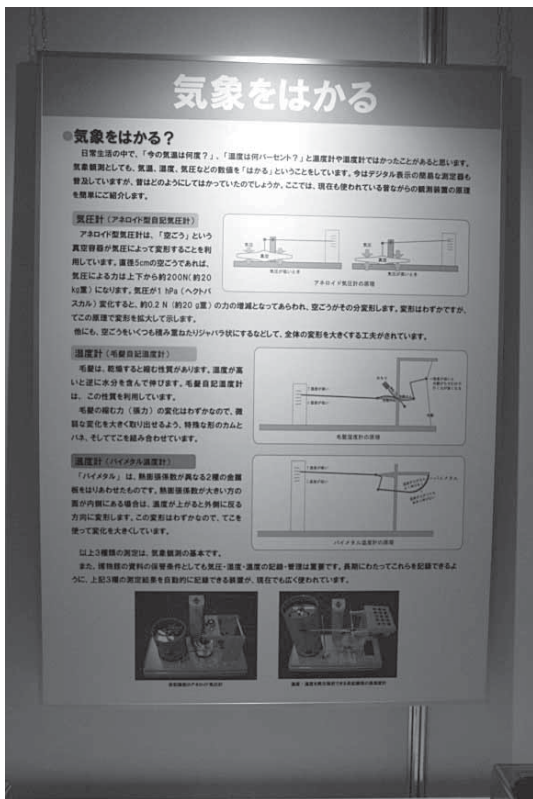 気象をはかる
●気象をはかる?
日常生活の中で、「今の気温は何度?」、「湿度は何パーセント?」と温度計や湿度計ではかったことがあると思います。
気象観測としても、気温、湿度、気圧などの数値を「はかる」ということをしています。今はデジタル表示の簡易な測定器も
普及していますが、昔はどのようにしてはかっていたのでしょうか、ここでは、現在も使われている昔ながらの観測装置の原理
を簡単にご紹介します。
気圧計(アネロイド型自記気圧計)
アネロイド型気圧計は、「空ごう」という
真空容器が気圧によって変形することを利
用しています。直径5cmの空ごうであれば、
気圧による力は上下から約200N(約20
kg重)になります。気圧が1 hPa(ヘクトパ
スカル)変化すると、約0.2 N(約20 g重)の力の増減となってあらわれ、空ごうがその分変形します。変形はわずかですが、
てこの原理で変形を拡大して示します。
他にも、空ごうをいくつも積み重ねたりジャバラ状にするなどして、全体の変形を大きくする工夫がされています。
気圧
真空
気圧が低いとき
気圧
真空
気圧が高いとき
アネロイド気圧計の原理
湿度計(毛髪自記湿度計)
毛髪は、乾燥すると縮む性質があります。湿度が高
いと逆に水分を含んで伸びます。毛髪自記湿度計
は、この性質を利用しています。
毛髪の縮む力(張力)の変化はわずかなので、微
弱な変化を大きく取り出せるよう、特殊な形のカムと
バネ、そしててこを組み合わせています。
毛髪湿度計の原理
温度計(バイメタル温度計)
「バイメタル」は、熱膨張係数が異なる2種の金属
板をはりあわせたものです。熱膨張係数が大きい方の
面が内側にある場合は、温度が上がると外側に反る
方向に変形します。この変形はわずかなので、てこを
使って変化を大きくしています。
バイメタル
バイメタル温度計の原理
以上3種類の測定は、気象観測の基本です。
また、博物館の資料の保管条件としても気圧・温度・湿度の記録・管理は重要です。長期にわたってこれらを記録できるよ
うに、上記3種の測定結果を自動的に記録できる装置が、現在でも広く使われています。